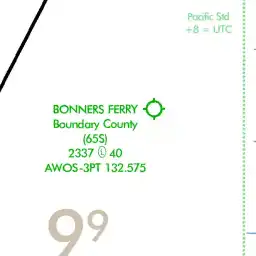 Pacific Std
+8 = UTC
BONNERS FERRY
Boundary County
(65S)
2337 Ⓛ 40
AWOS-3PT 132.575
9⁹